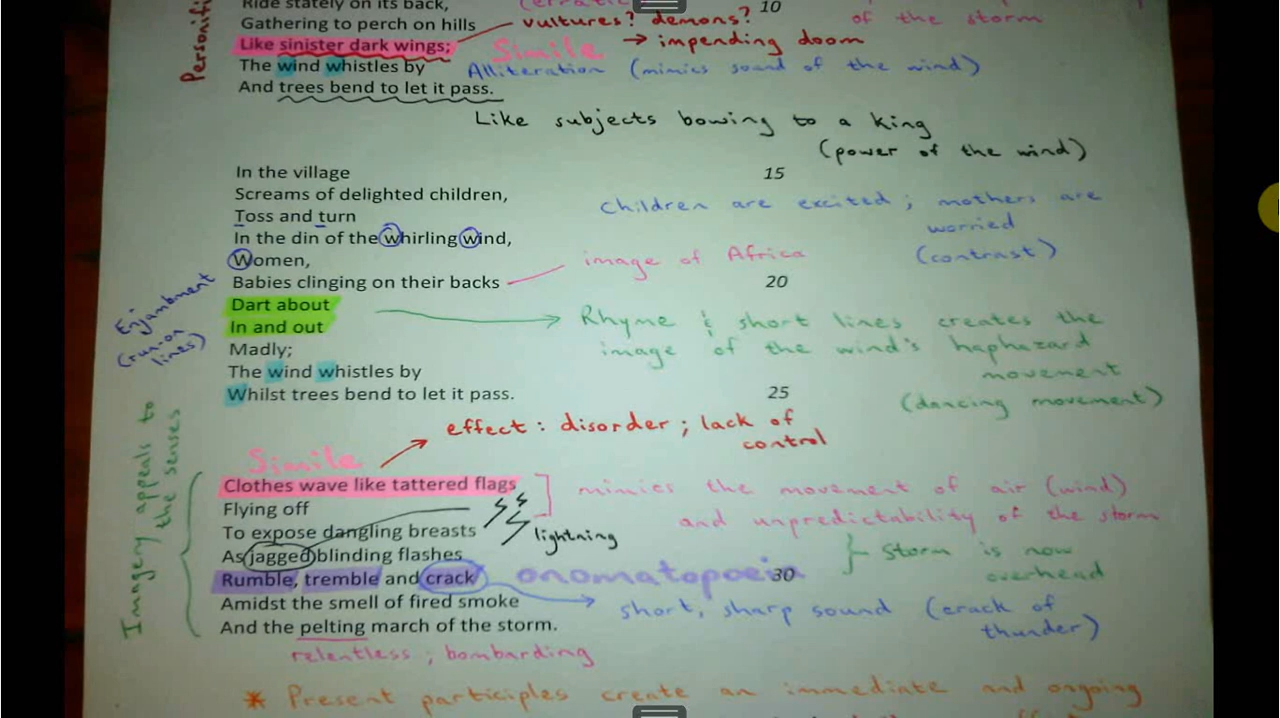 Ride stately on its back, 10
Gathering to perch on hills vultures? demons? of the storm
Like sinister dark wings; Simile → impending doom
The wind whistles by Alliteration (mimics sound of the wind)
And trees bend to let it pass.
Like subjects bowing to a king
(power of the wind)
In the village 15
Screams of delighted children, Children are excited; mothers are
Toss and turn worried
In the din of the whirling wind, (contrast)
Women, image of Africa
Babies clinging on their backs 20
Dart about
In and out Rhyme & short lines creates the
Madly; image of the wind's haphazard
The wind whistles by movement
Whilst trees bend to let it pass. 25 (dancing movement)
Enjambment
(run-on
lines)
effect: disorder; lack of
control
Simile
Clothes wave like tattered flags mimics the movement of air (wind)
Flying off and unpredictability of the storm
To expose dangling breasts lightning
As jagged blinding flashes } Storm is now
overhead
Rumble, tremble and crack onomatopoeia 30
Amidst the smell of fired smoke → short, sharp sound (crack of
And the pelting march of the storm. thunder)
relentless; bombarding
Imagery appeals to
the senses
* Present participles create an immediate and ongoing